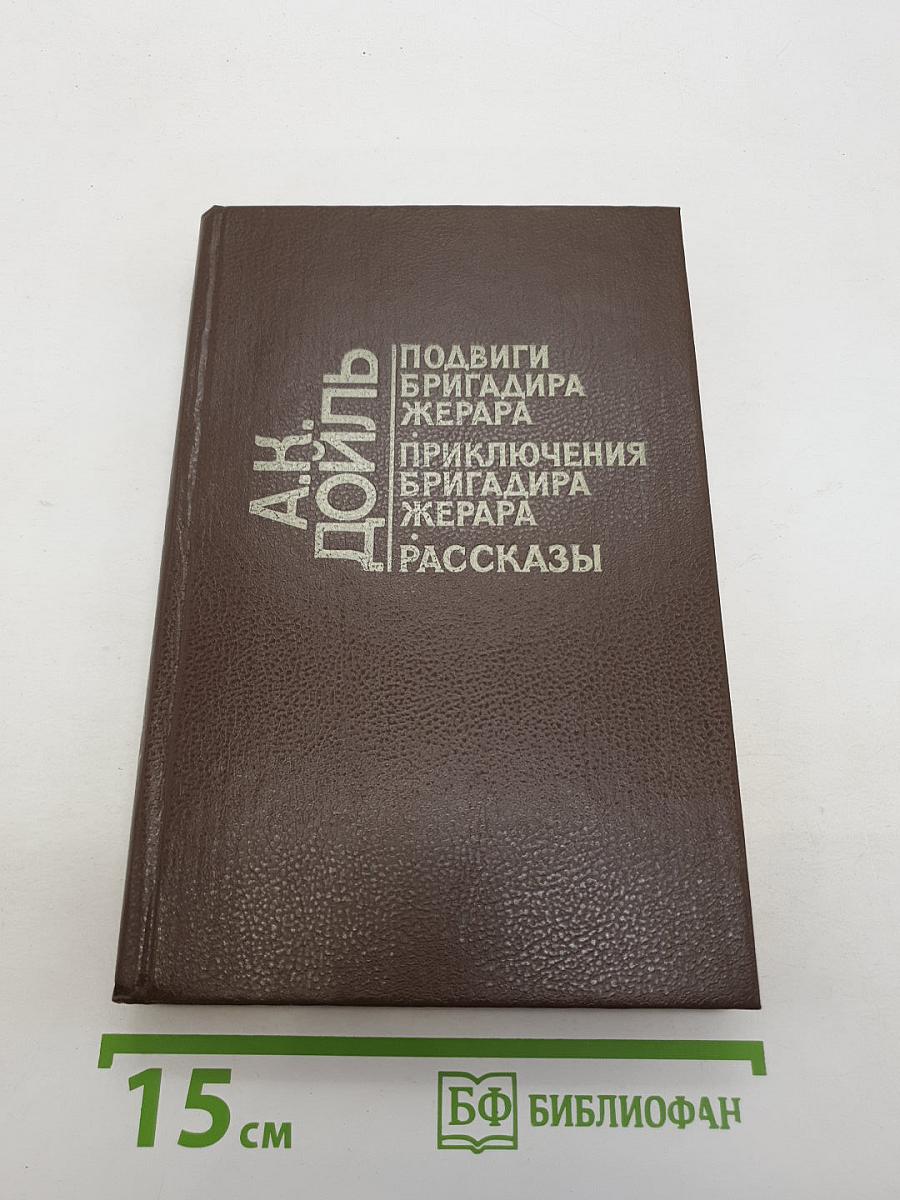 А.К.
ДОЙЛЬ
ПОДВИГИ
БРИГАДИРА
ЖЕРАРА
·
ПРИКЛЮЧЕНИЯ
БРИГАДИРА
ЖЕРАРА
·
РАССКАЗЫ
15 см
БФ БИБЛИОФАН